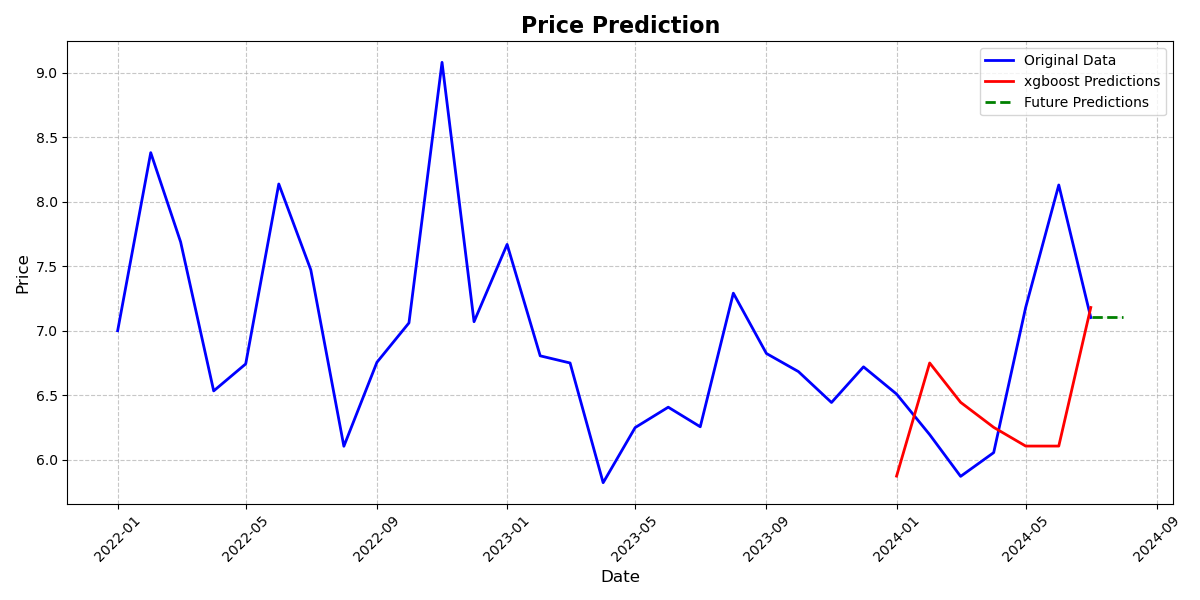 Price Prediction
Original Data
xgboost Predictions
Future Predictions
Price
9.0
8.5
8.0
7.5
7.0
6.5
6.0
2022-01
2022-05
2022-09
2023-01
2023-05
2023-09
2024-01
2024-05
2024-09
Date